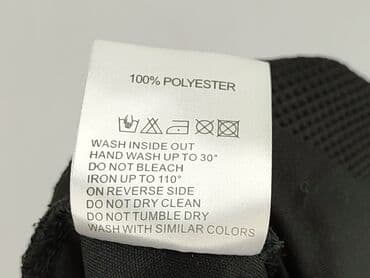 100% POLYESTER
WASH INSIDE OUT
HAND WASH UP TO 30°
DO NOT BLEACH
IRON UP TO 110°
ON REVERSE SIDE
DO NOT DRY CLEAN
DO NOT TUMBLE DRY
WASH WITH SIMILAR COLORS